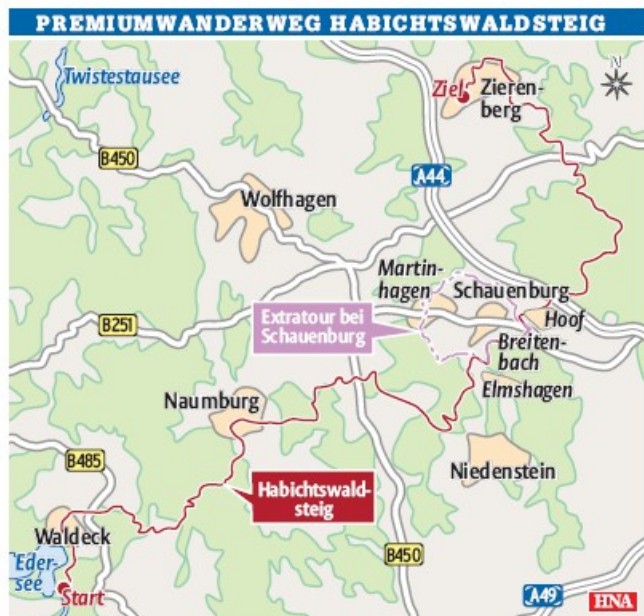 PREMIUMWANDERWEG HABICHTSWALDSTEIG
Twistestausee
Ziel
Zieren-
berg
N
B450
A44
Wolfhagen
Martin-
hagen
Schauenburg
Extratour bei
Schauenburg
Hoof
B251
Breiten-
bach
Elmshagen
Naumburg
B485
Niedenstein
Habichtswald-
steig
Waldeck
Eder-
see
Start
B450
A49
HNA